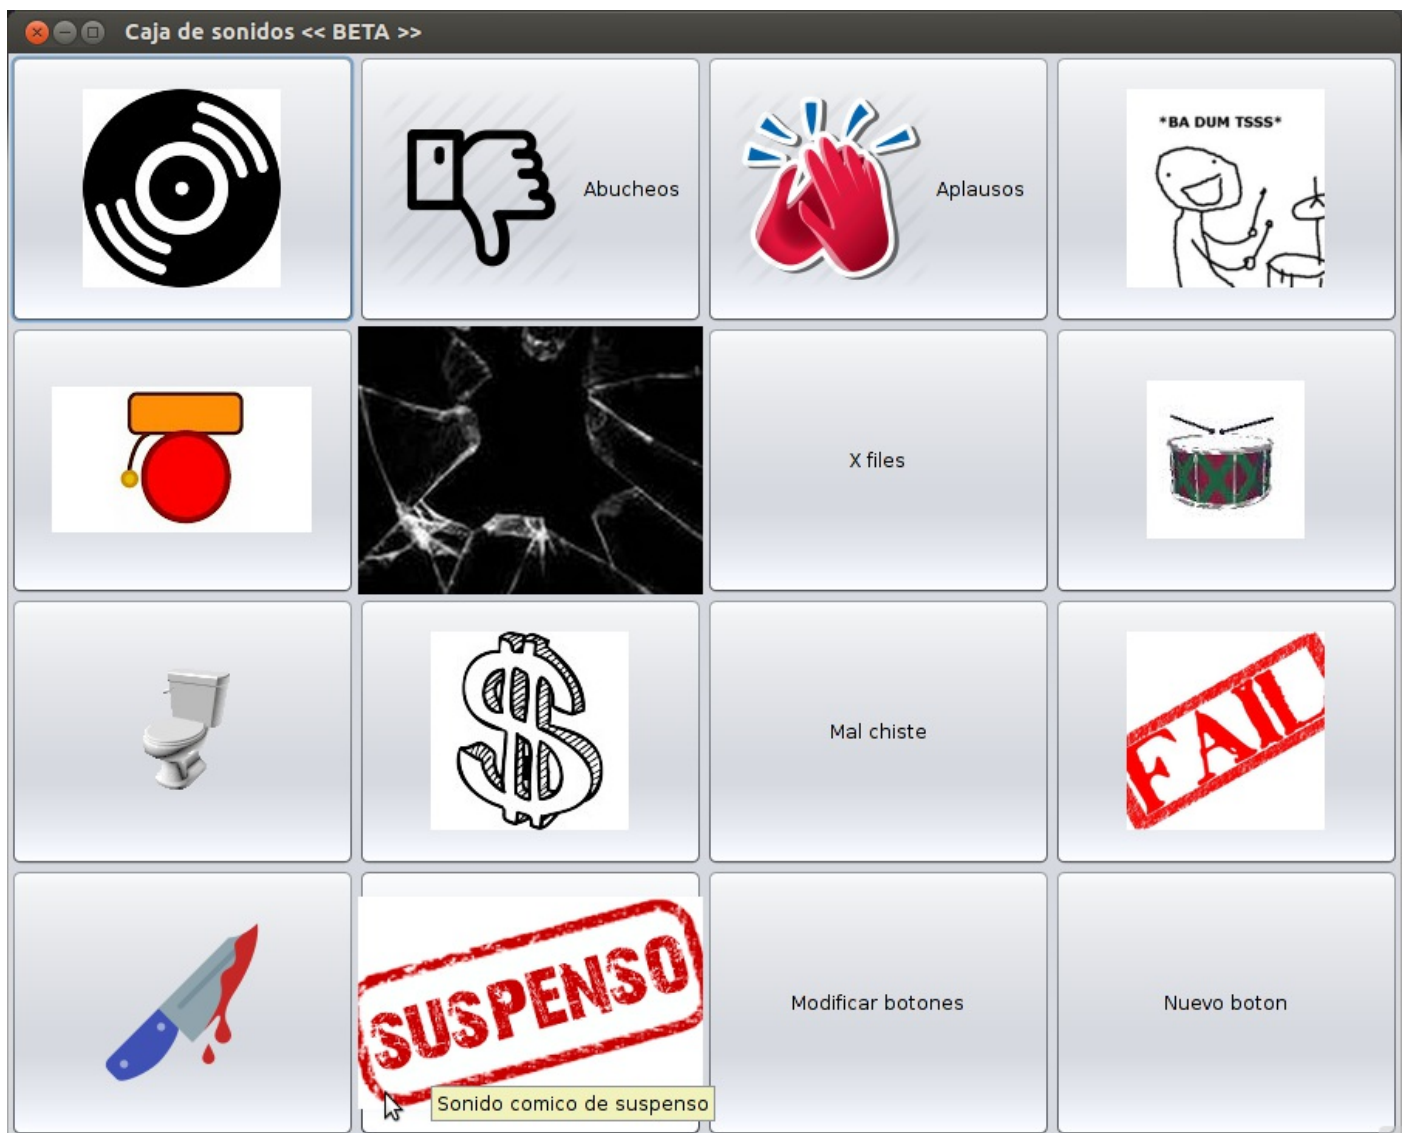 Caja de sonidos << BETA >>
Abucheos
Aplausos
*BA DUM TSSS*
X files
Mal chiste
FAIL
SUSPENSO
Modificar botones
Nuevo boton
Sonido comico de suspenso